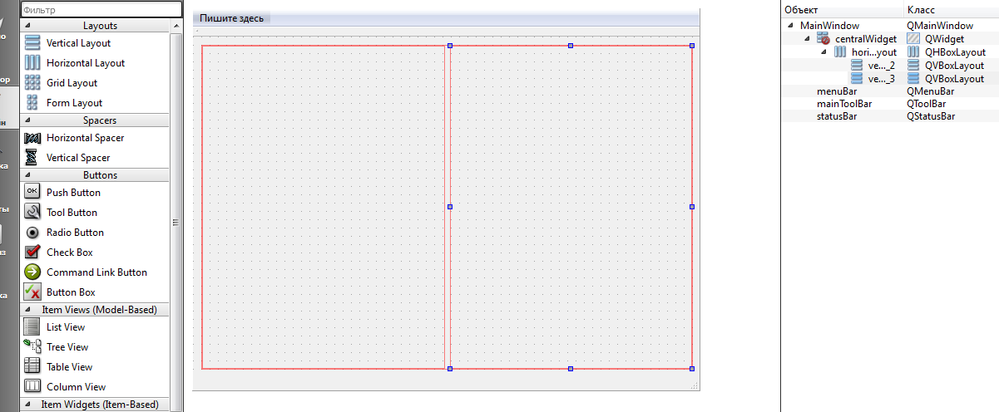 Фильтр
Layouts
Vertical Layout
Horizontal Layout
Grid Layout
Form Layout
Spacers
Horizontal Spacer
Vertical Spacer
Buttons
OK Push Button
Tool Button
Radio Button
Check Box
Command Link Button
Button Box
Item Views (Model-Based)
List View
Tree View
Table View
Column View
Item Widgets (Item-Based)
Пишите здесь
Объект Класс
MainWindow QMainWindow
centralWidget QWidget
hori...yout QHBoxLayout
ve..._2 QVBoxLayout
ve..._3 QVBoxLayout
menuBar QMenuBar
mainToolBar QToolBar
statusBar QStatusBar